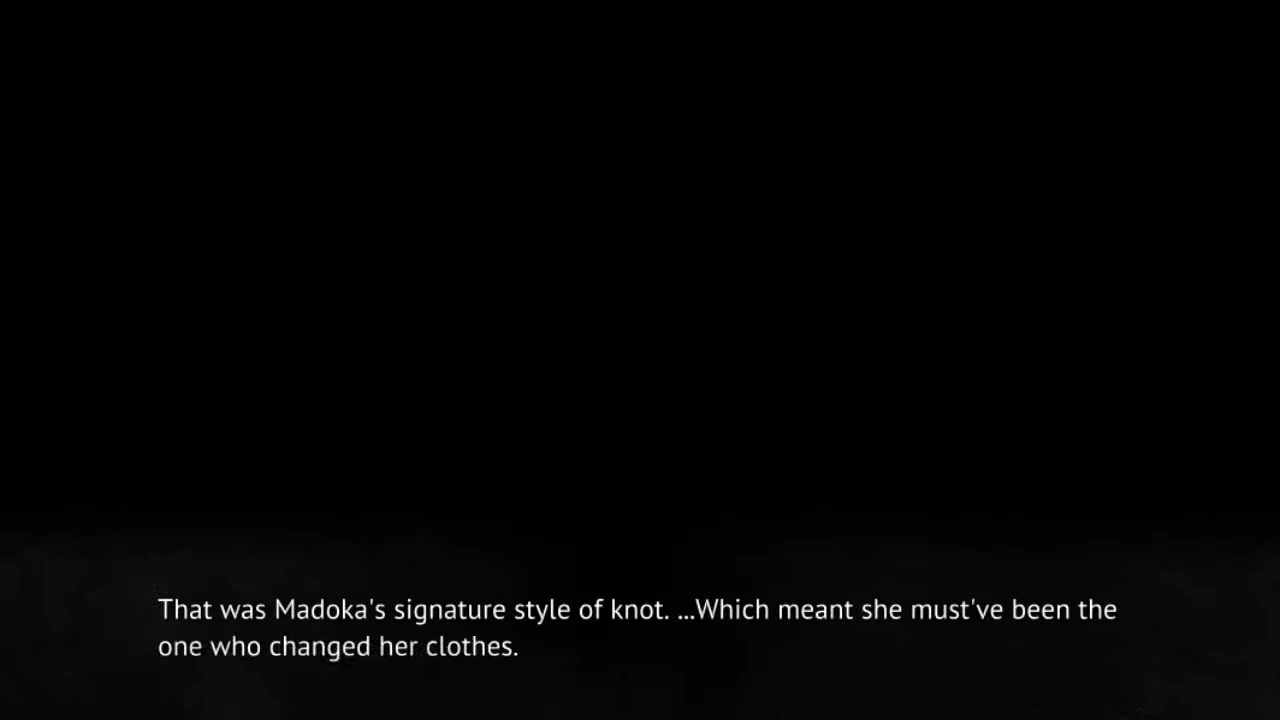 That was Madoka's signature style of knot. ...Which meant she must've been the
one who changed her clothes.